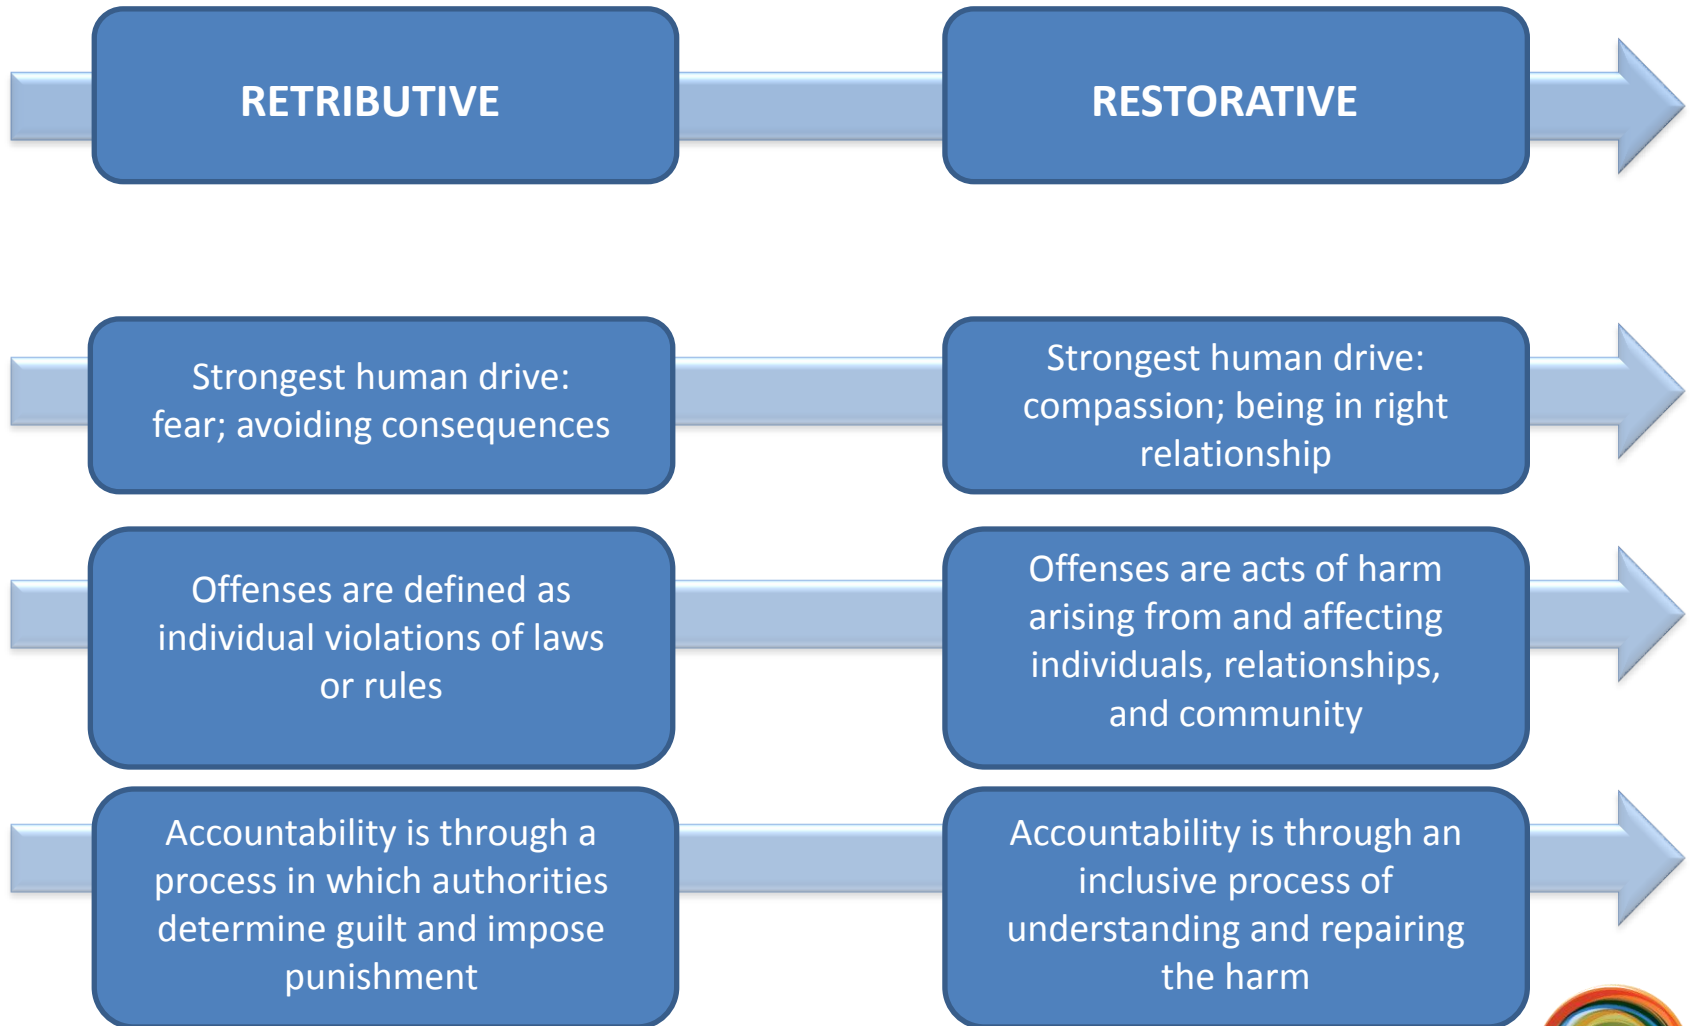 RETRIBUTIVE
RESTORATIVE
Strongest human drive:
fear; avoiding consequences
Strongest human drive:
compassion; being in right
relationship
Offenses are defined as
individual violations of laws
or rules
Offenses are acts of harm
arising from and affecting
individuals, relationships,
and community
Accountability is through a
process in which authorities
determine guilt and impose
punishment
Accountability is through an
inclusive process of
understanding and repairing
the harm